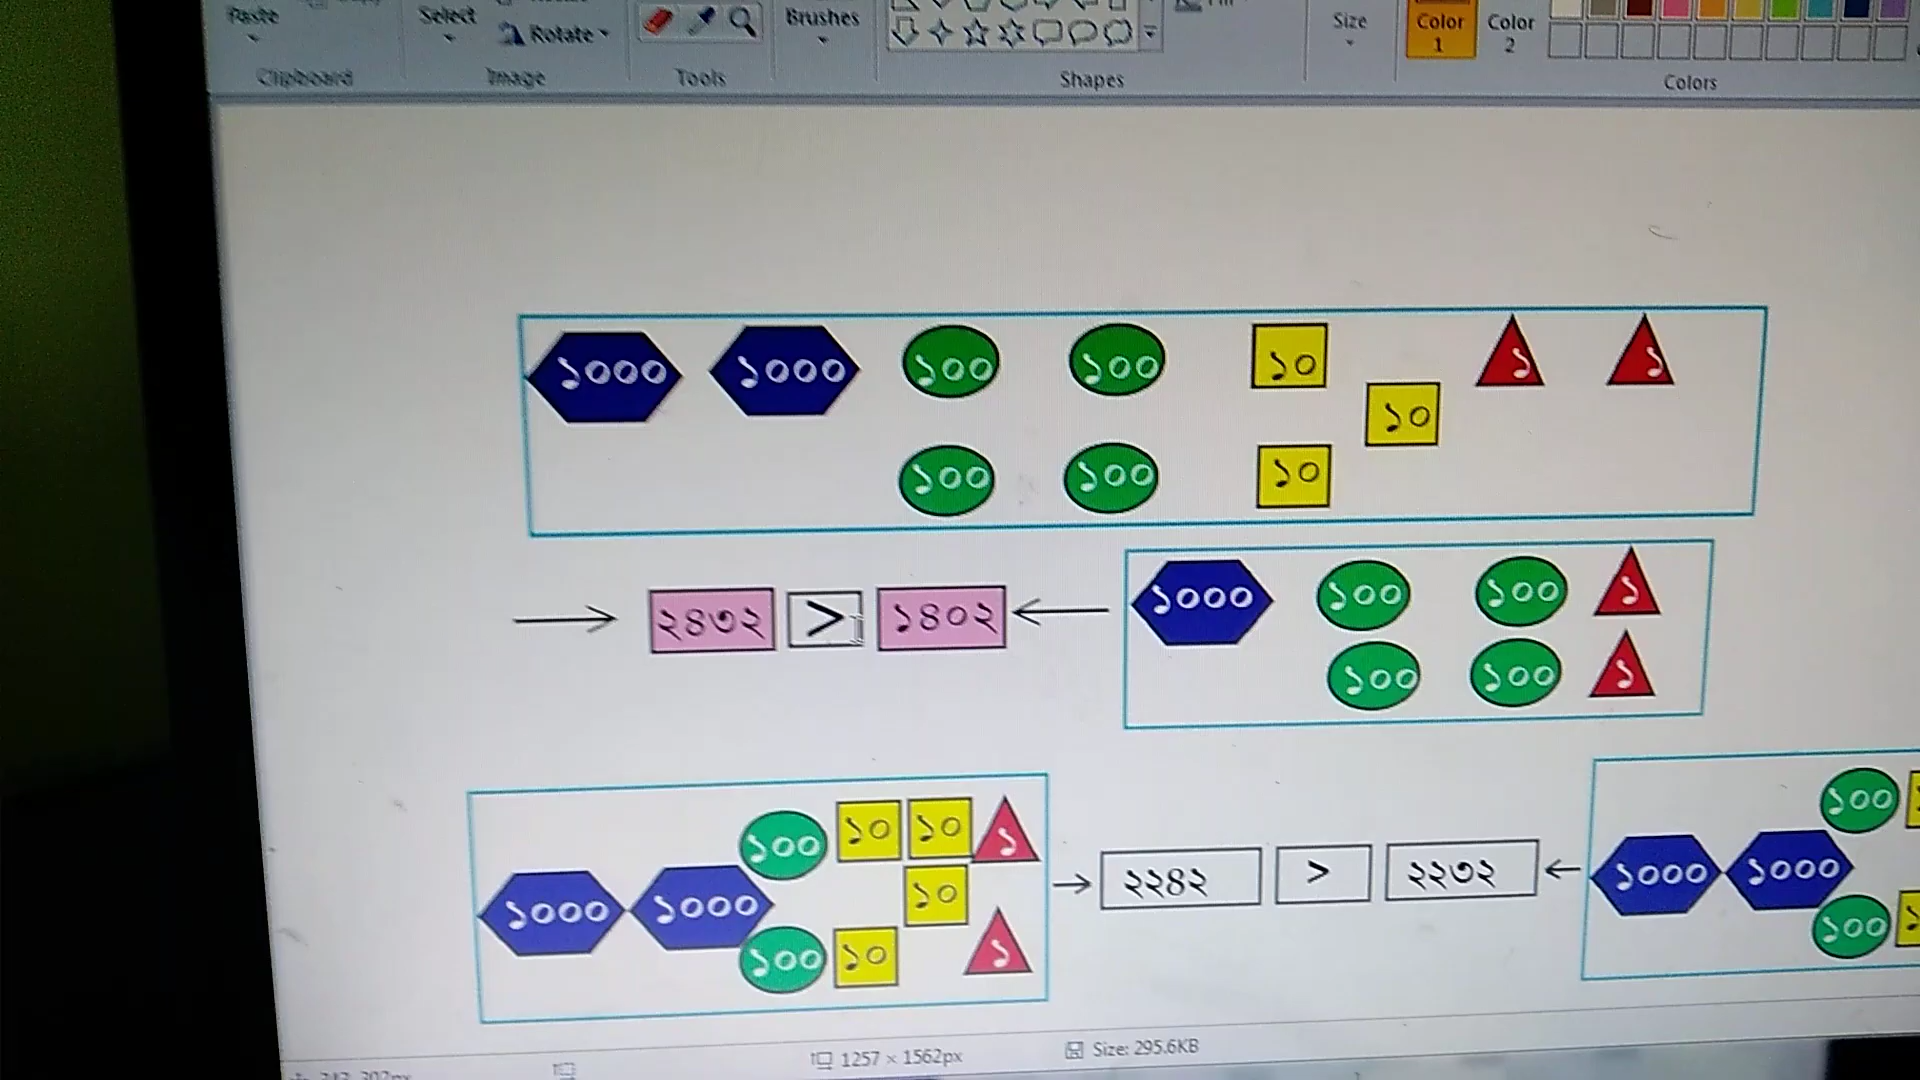 Paste Select Rotate Brushes Size Color 1 Color 2
Clipboard Image Tools Shapes Colors
১০০০ ১০০০ ১০০ ১০০ ১০ ১ ১
১০
১০০ ১০০ ১০
২৪৩২ > ১৪০২
১০০০ ১০০ ১০০ ১
১০০ ১০০ ১
১০০ ১০ ১০ ১
১০০০ ১০০০ ১০
১০০ ১০ ১
২২৪২ > ২২৩২
১০০
১০০০ ১০০০
১০০
1257 × 1562px Size: 295.6KB